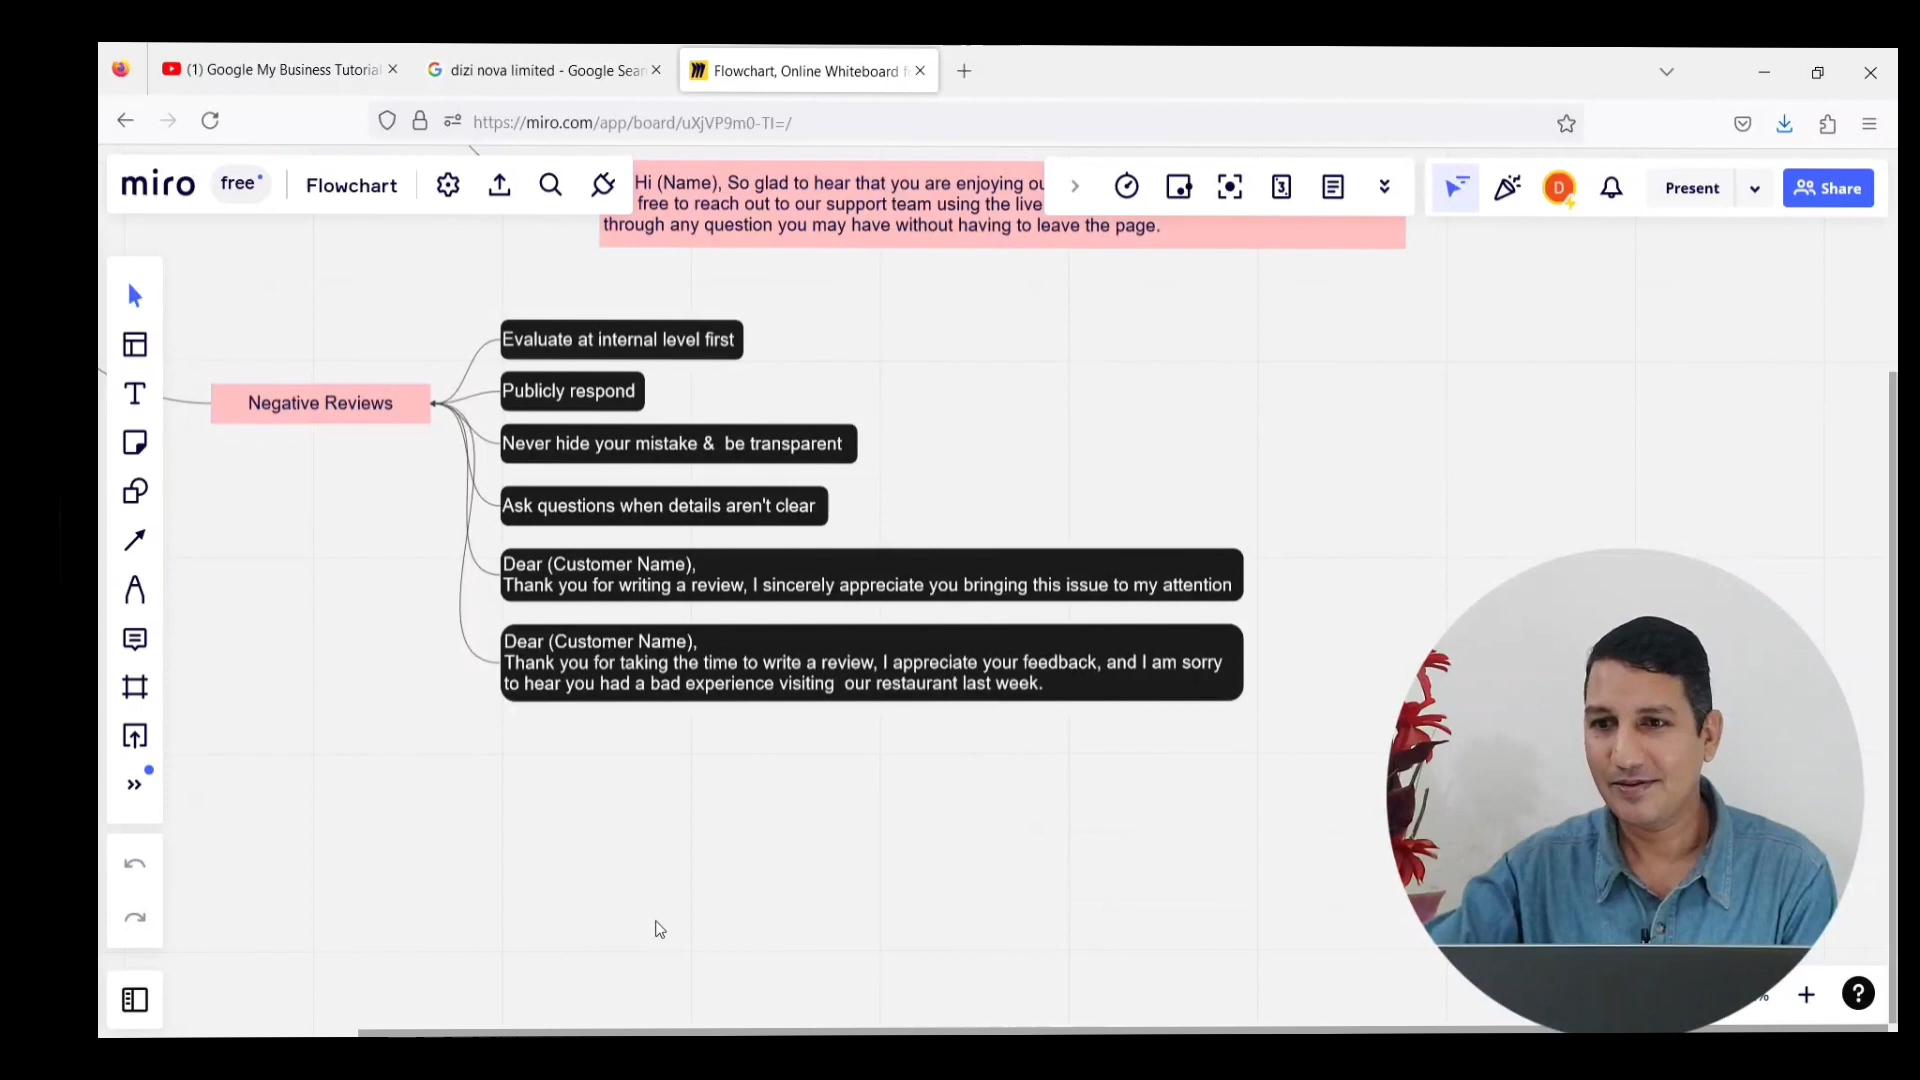 (1) Google My Business Tutorial
dizi nova limited - Google Sear
Flowchart, Online Whiteboard f
https://miro.com/app/board/uXjVP9m0-TI=/
miro
free
Flowchart
Present
Share
D
3
Hi (Name), So glad to hear that you are enjoying ou
free to reach out to our support team using the live
through any question you may have without having to leave the page.
Negative Reviews
Evaluate at internal level first
Publicly respond
Never hide your mistake & be transparent
Ask questions when details aren't clear
Dear (Customer Name),
Thank you for writing a review, I sincerely appreciate you bringing this issue to my attention
Dear (Customer Name),
Thank you for taking the time to write a review, I appreciate your feedback, and I am sorry
to hear you had a bad experience visiting our restaurant last week.
%
?